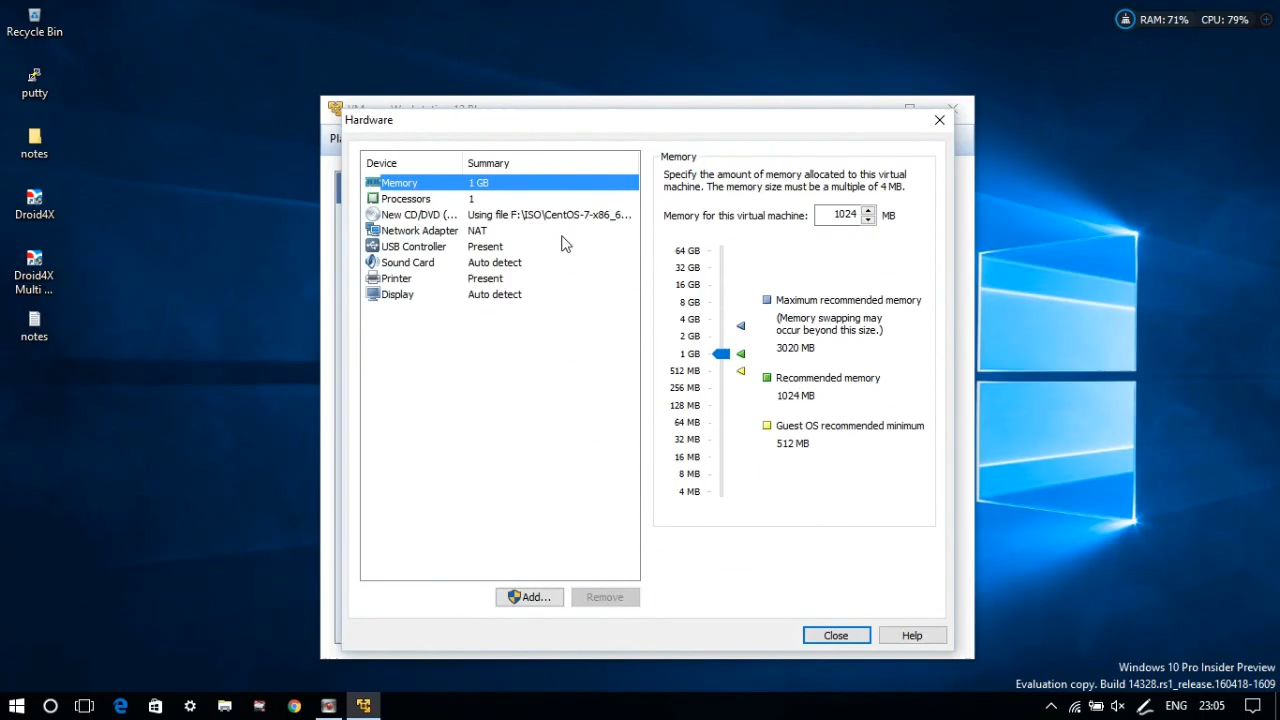 Recycle Bin
putty
notes
Droid4X
Droid4X
Multi ...
notes
RAM: 71% CPU: 79%
Hardware
Device Summary
Memory 1 GB
Processors 1
New CD/DVD (... Using file F:\ISO\CentOS-7-x86_6...
Network Adapter NAT
USB Controller Present
Sound Card Auto detect
Printer Present
Display Auto detect
Add...
Remove
Memory
Specify the amount of memory allocated to this virtual
machine. The memory size must be a multiple of 4 MB.
Memory for this virtual machine: 1024 MB
64 GB
32 GB
16 GB
8 GB
4 GB
2 GB
1 GB
512 MB
256 MB
128 MB
64 MB
32 MB
16 MB
8 MB
4 MB
Maximum recommended memory
(Memory swapping may
occur beyond this size.)
3020 MB
Recommended memory
1024 MB
Guest OS recommended minimum
512 MB
Close
Help
Windows 10 Pro Insider Preview
Evaluation copy. Build 14328.rs1_release.160418-1609
ENG 23:05